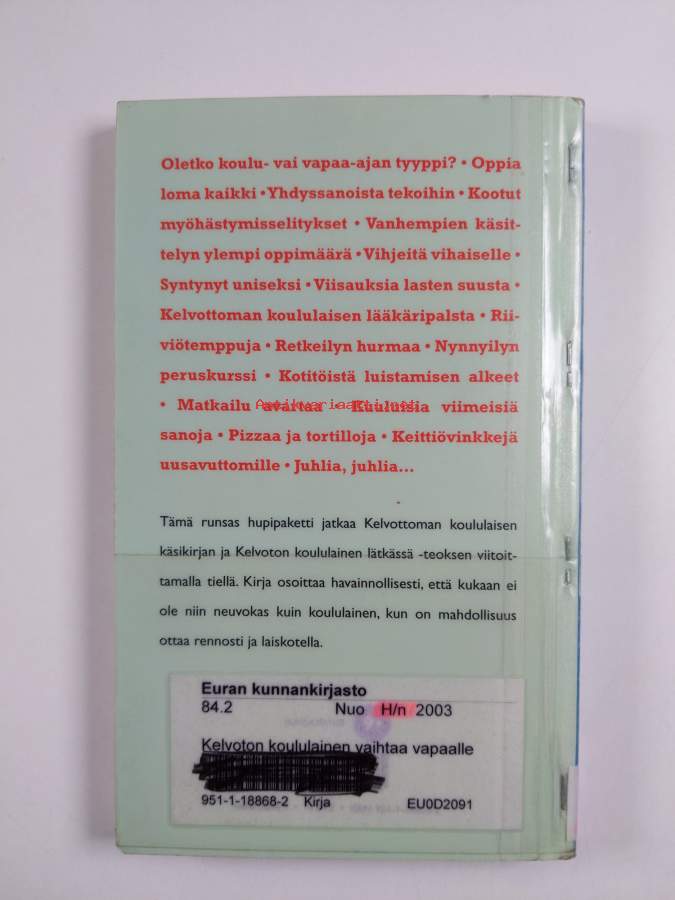 Oletko koulu- vai vapaa-ajan tyyppi? • Oppia
loma kaikki • Yhdyssanoista tekoihin • Kootut
myöhästymisselitykset • Vanhempien käsit-
telyn ylempi oppimäärä • Vihjeitä vihaiselle •
Syntynyt uniseksi • Viisauksia lasten suusta •
Kelvottoman koululaisen lääkäripalsta • Rii-
viötemppuja • Retkeilyn hurmaa • Nynnyilyn
peruskurssi • Kotitöistä luistamisen alkeet
• Matkailu avartaa • Kuuluisia viimeisiä
sanoja • Pizzaa ja tortilloja • Keittiövinkkejä
uusavuttomille • Juhlia, juhlia...
Tämä runsas hupipaketti jatkaa Kelvottoman koululaisen
käsikirjan ja Kelvoton koululainen lätkässä -teoksen viitoit-
tamalla tiellä. Kirja osoittaa havainnollisesti, että kukaan ei
ole niin neuvokas kuin koululainen, kun on mahdollisuus
ottaa rennosti ja laiskotella.
Euran kunnankirjasto
84.2 Nuo H/n 2003
Kelvoton koululainen vaihtaa vapaalle
951-1-18868-2 Kirja EU0D2091